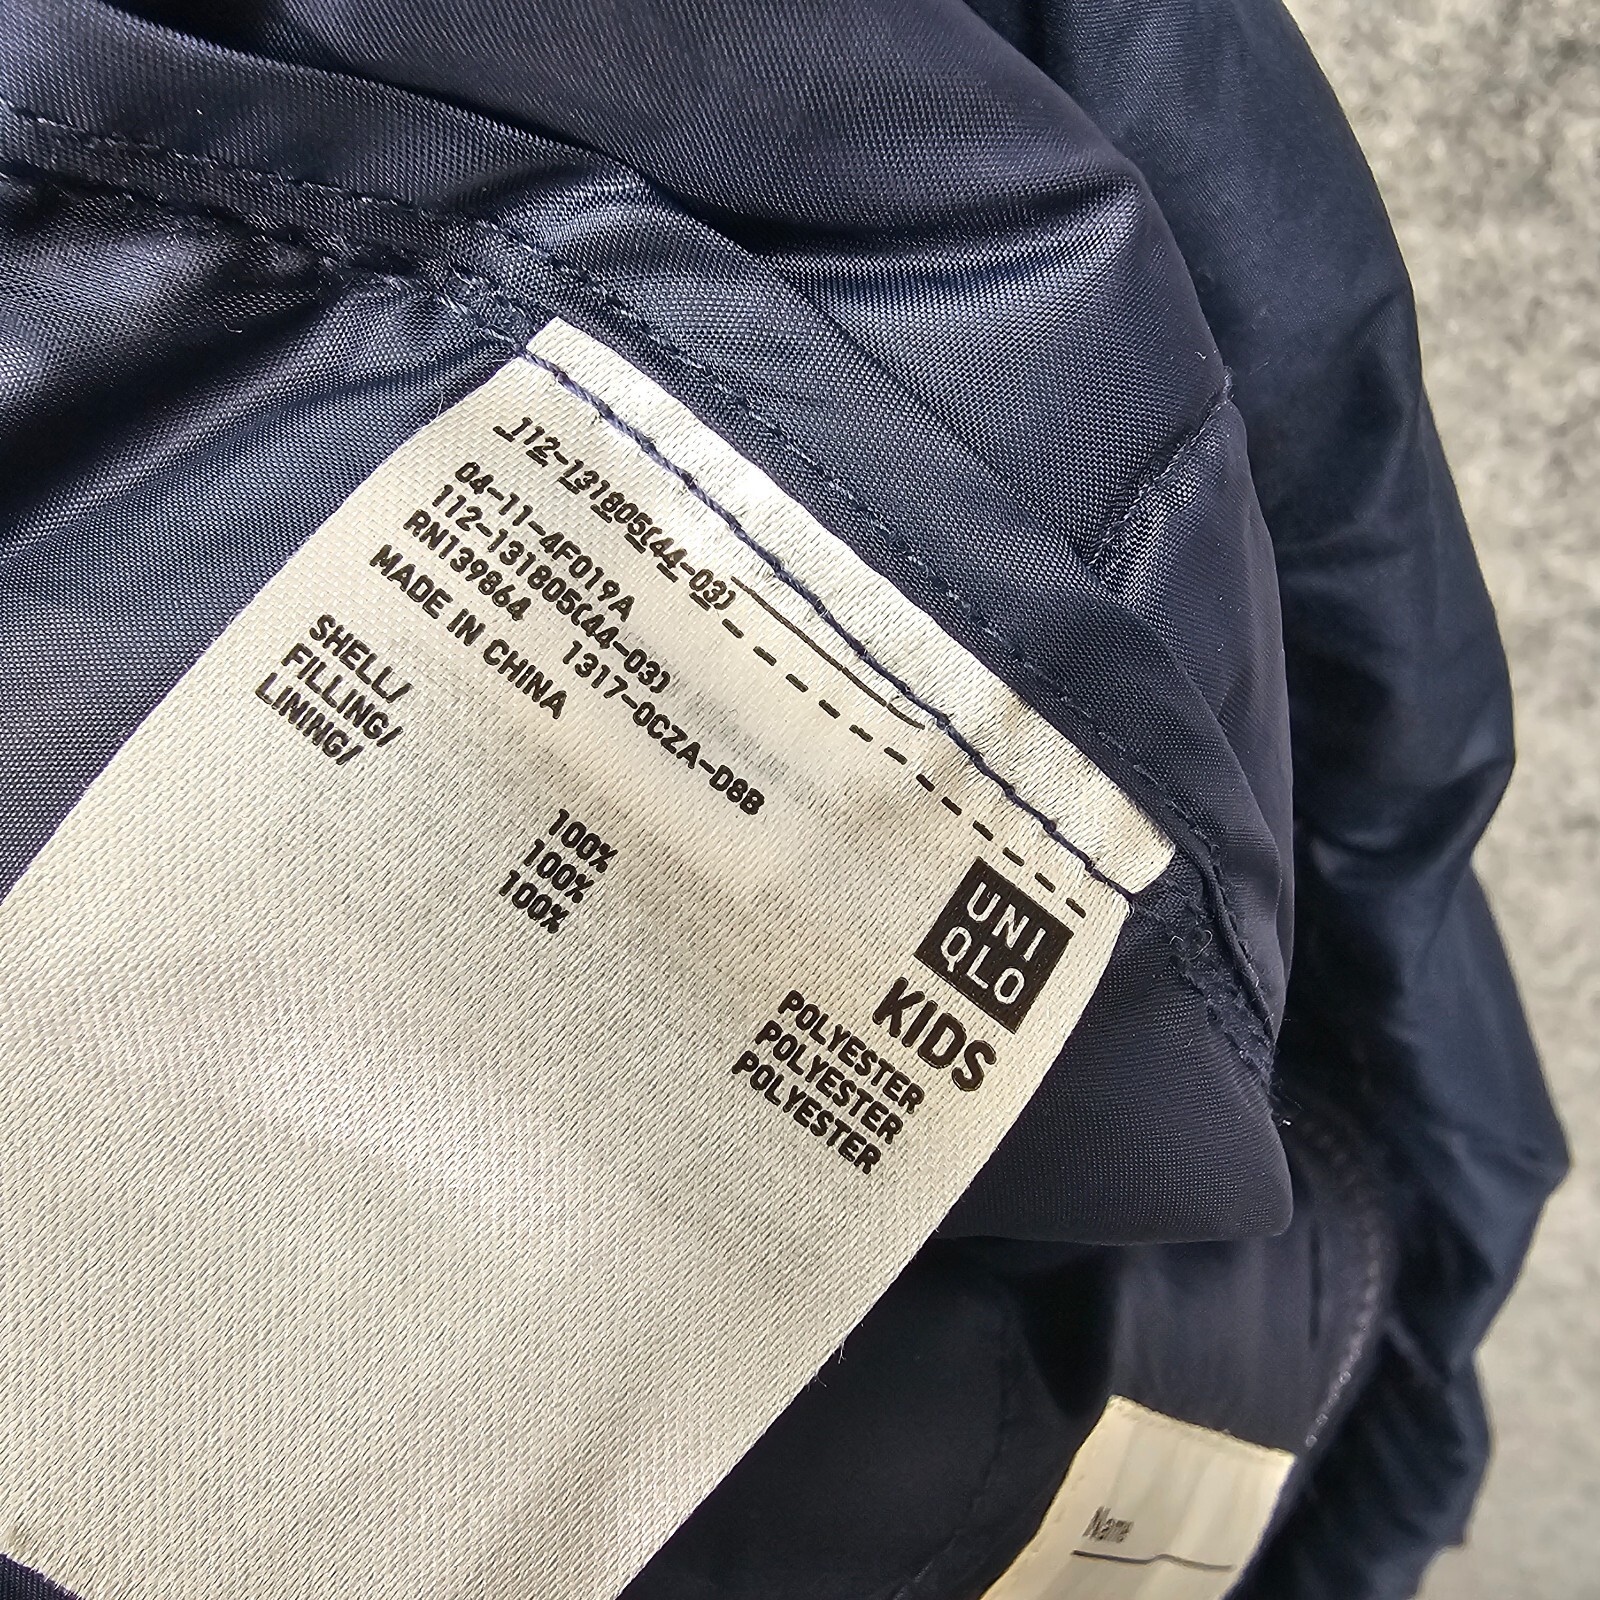 112-131805(44-03)
04-11-4F019A
112-131805(44-03)
RN139864 1317-0CZA-D8B
MADE IN CHINA
UNI
QLO
KIDS
SHELL/ 100% POLYESTER
FILLING/ 100% POLYESTER
LINING/ 100% POLYESTER
Name